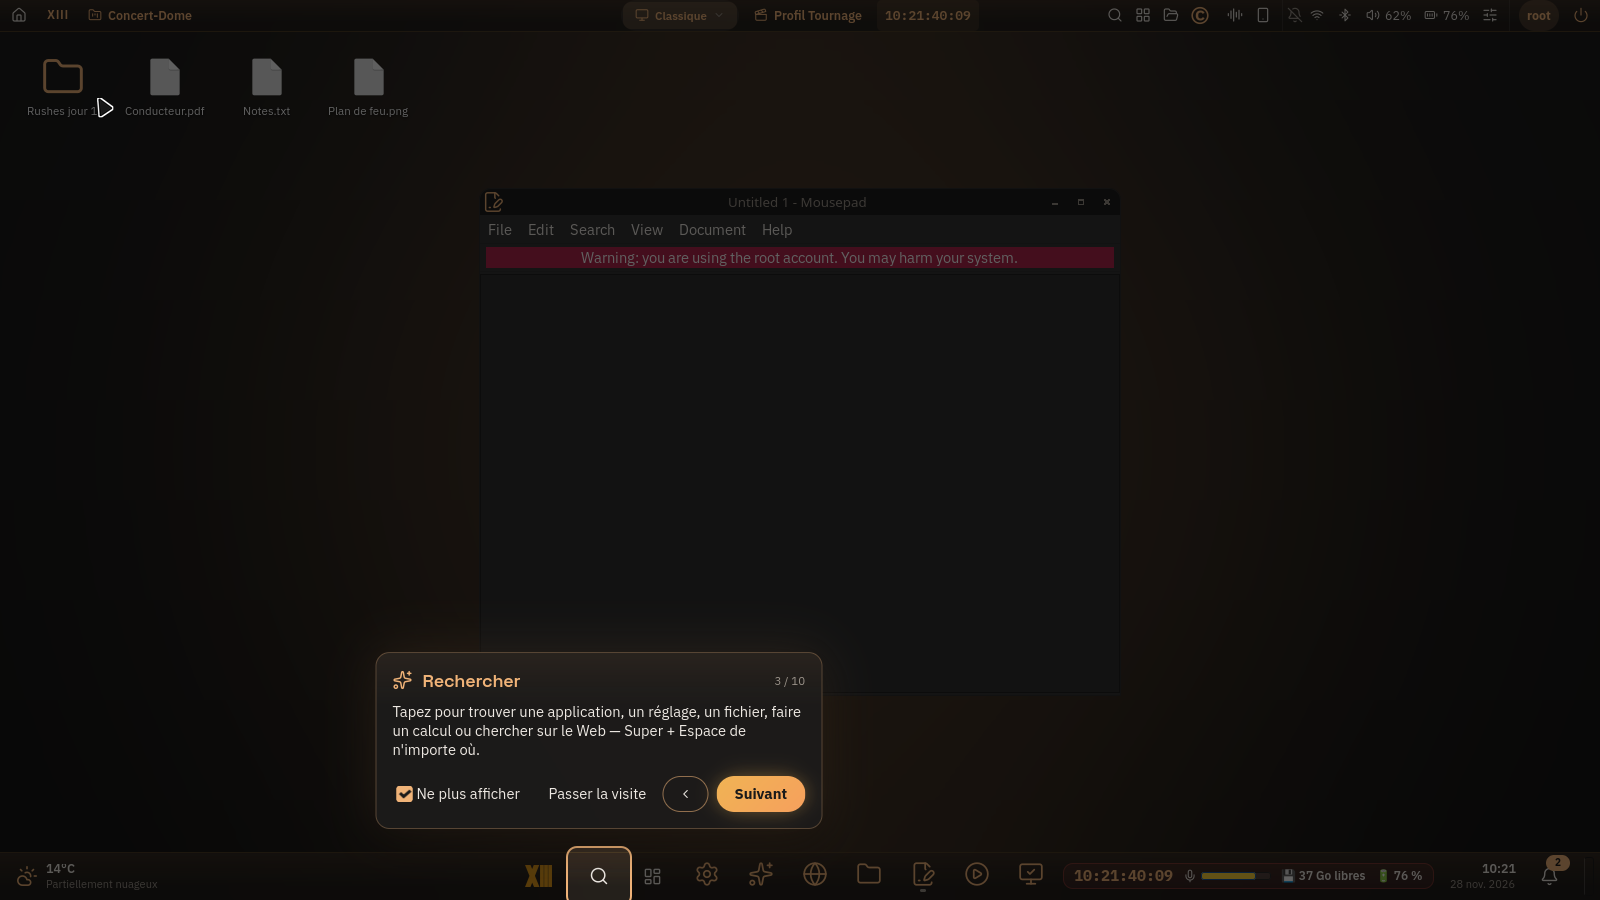 XIII
Concert-Dome
Classique
Profil Tournage
10:21:40:09
62%
76%
root
Rushes jour 1
Conducteur.pdf
Notes.txt
Plan de feu.png
Untitled 1 - Mousepad
File Edit Search View Document Help
Warning: you are using the root account. You may harm your system.
Rechercher
3 / 10
Tapez pour trouver une application, un réglage, un fichier, faire
un calcul ou chercher sur le Web — Super + Espace de
n'importe où.
Ne plus afficher
Passer la visite
Suivant
14°C
Partiellement nuageux
XIII
10:21:40:09
37 Go libres
76 %
10:21
28 nov. 2026
2